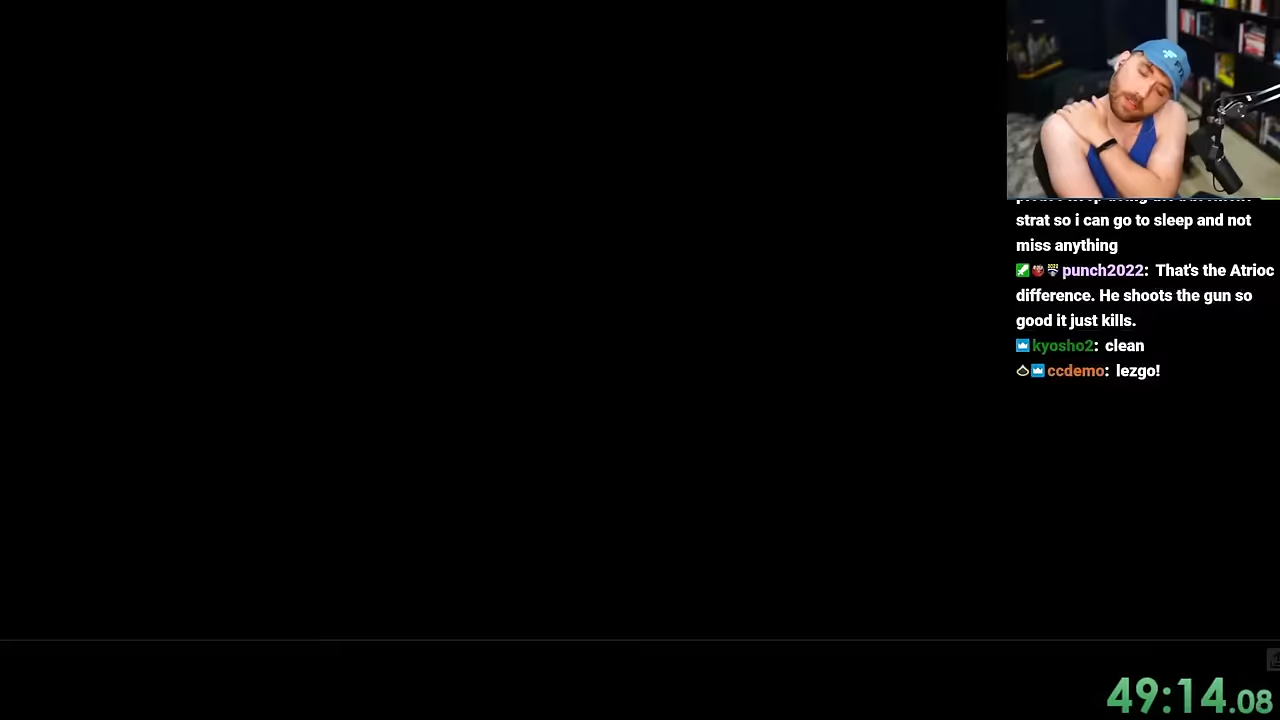 strat so i can go to sleep and not
miss anything
punch2022: That's the Atrioc
difference. He shoots the gun so
good it just kills.
kyosho2: clean
ccdemo: lezgo!
49:14.08